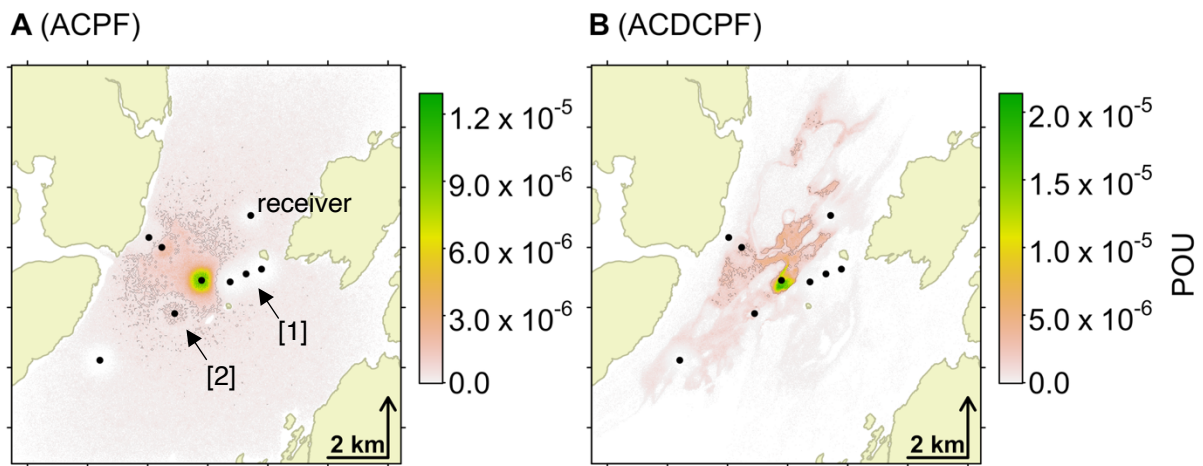 A (ACPF)
B (ACDCPF)
receiver
[1]
[2]
2 km
1.2 x 10⁻⁵
9.0 x 10⁻⁶
6.0 x 10⁻⁶
3.0 x 10⁻⁶
0.0
2 km
2.0 x 10⁻⁵
1.5 x 10⁻⁵
1.0 x 10⁻⁵
5.0 x 10⁻⁶
0.0
POU